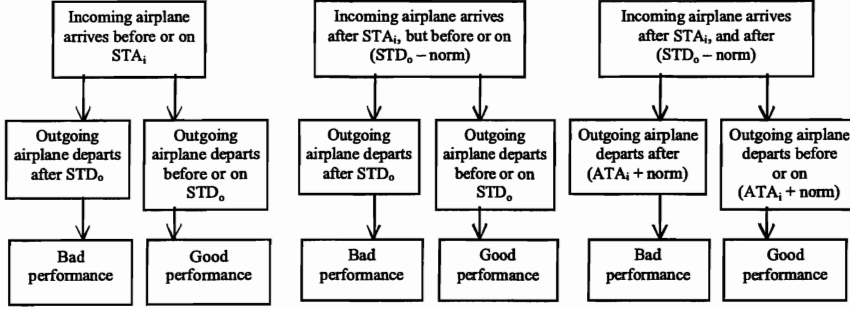 Incoming airplane
arrives before or on
STAᵢ
Incoming airplane arrives
after STAᵢ, but before or on
(STDₒ – norm)
Incoming airplane arrives
after STAᵢ, and after
(STDₒ – norm)
Outgoing
airplane departs
after STDₒ
Outgoing
airplane departs
before or on
STDₒ
Outgoing
airplane departs
after STDₒ
Outgoing
airplane departs
before or on
STDₒ
Outgoing airplane
departs after
(ATAᵢ + norm)
Outgoing airplane
departs before
or on
(ATAᵢ + norm)
Bad
performance
Good
performance
Bad
performance
Good
performance
Bad
performance
Good
performance